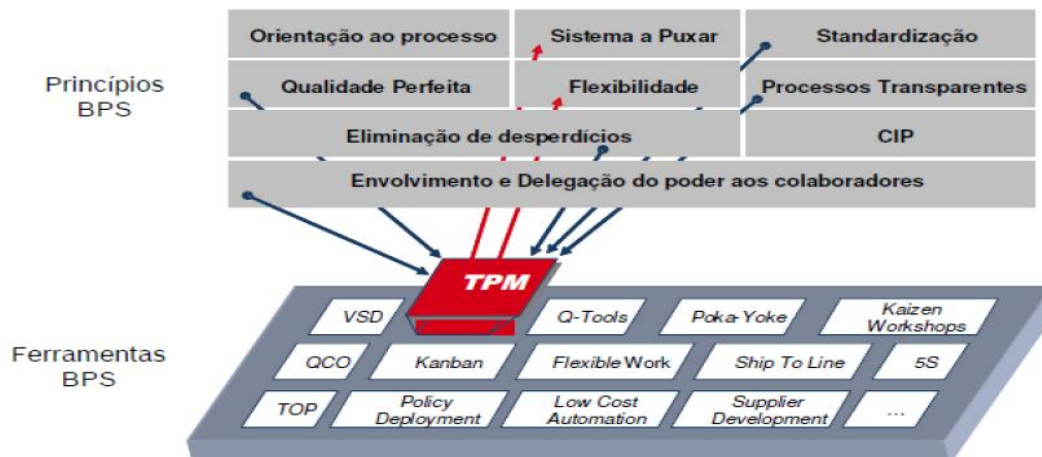 Orientação ao processo
Sistema a Puxar
Standardização
Princípios
BPS
Qualidade Perfeita
Flexibilidade
Processos Transparentes
Eliminação de desperdícios
CIP
Envolvimento e Delegação do poder aos colaboradores
TPM
VSD
Q-Tools
Poka-Yoke
Kaizen
Workshops
Ferramentas
BPS
QCO
Kanban
Flexible Work
Ship To Line
5S
TOP
Policy
Deployment
Low Cost
Automation
Supplier
Development
...